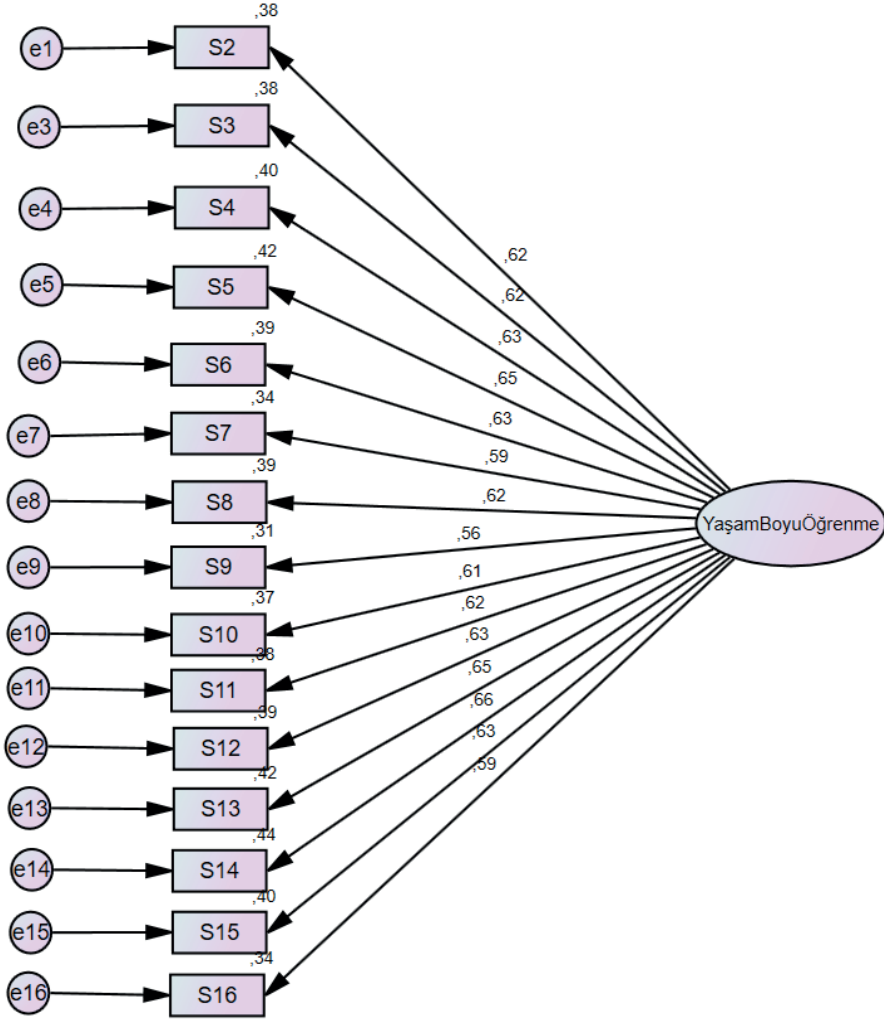 ,38
e1 S2
,38
e3 S3
,40
e4 S4
,62
,42
e5 S5
,62
,39
,63
e6 S6
,65
,34
,63
e7 S7
,59
,39
e8 S8
,62
YaşamBoyuÖğrenme
,31
,56
e9 S9
,61
,37
,62
e10 S10
,63
,38
,65
e11 S11
,66
,39
,63
e12 S12
,59
,42
e13 S13
,44
e14 S14
,40
e15 S15
,34
e16 S16